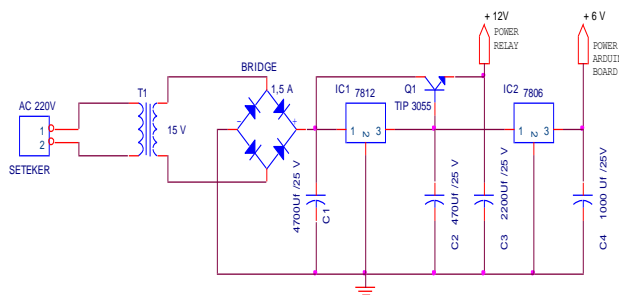 + 12V
POWER
RELAY
+ 6 V
POWER
ARDUI
BOARD
BRIDGE
1,5 A
T1
15 V
AC 220V
1
2
SETEKER
- +
IC1 7812
1 2 3
Q1
TIP 3055
IC2 7806
1 2 3
4700Uf /25 V
C1
C2 470Uf /25 V
C3 2200Uf /25 V
C4 1000 Uf /25V